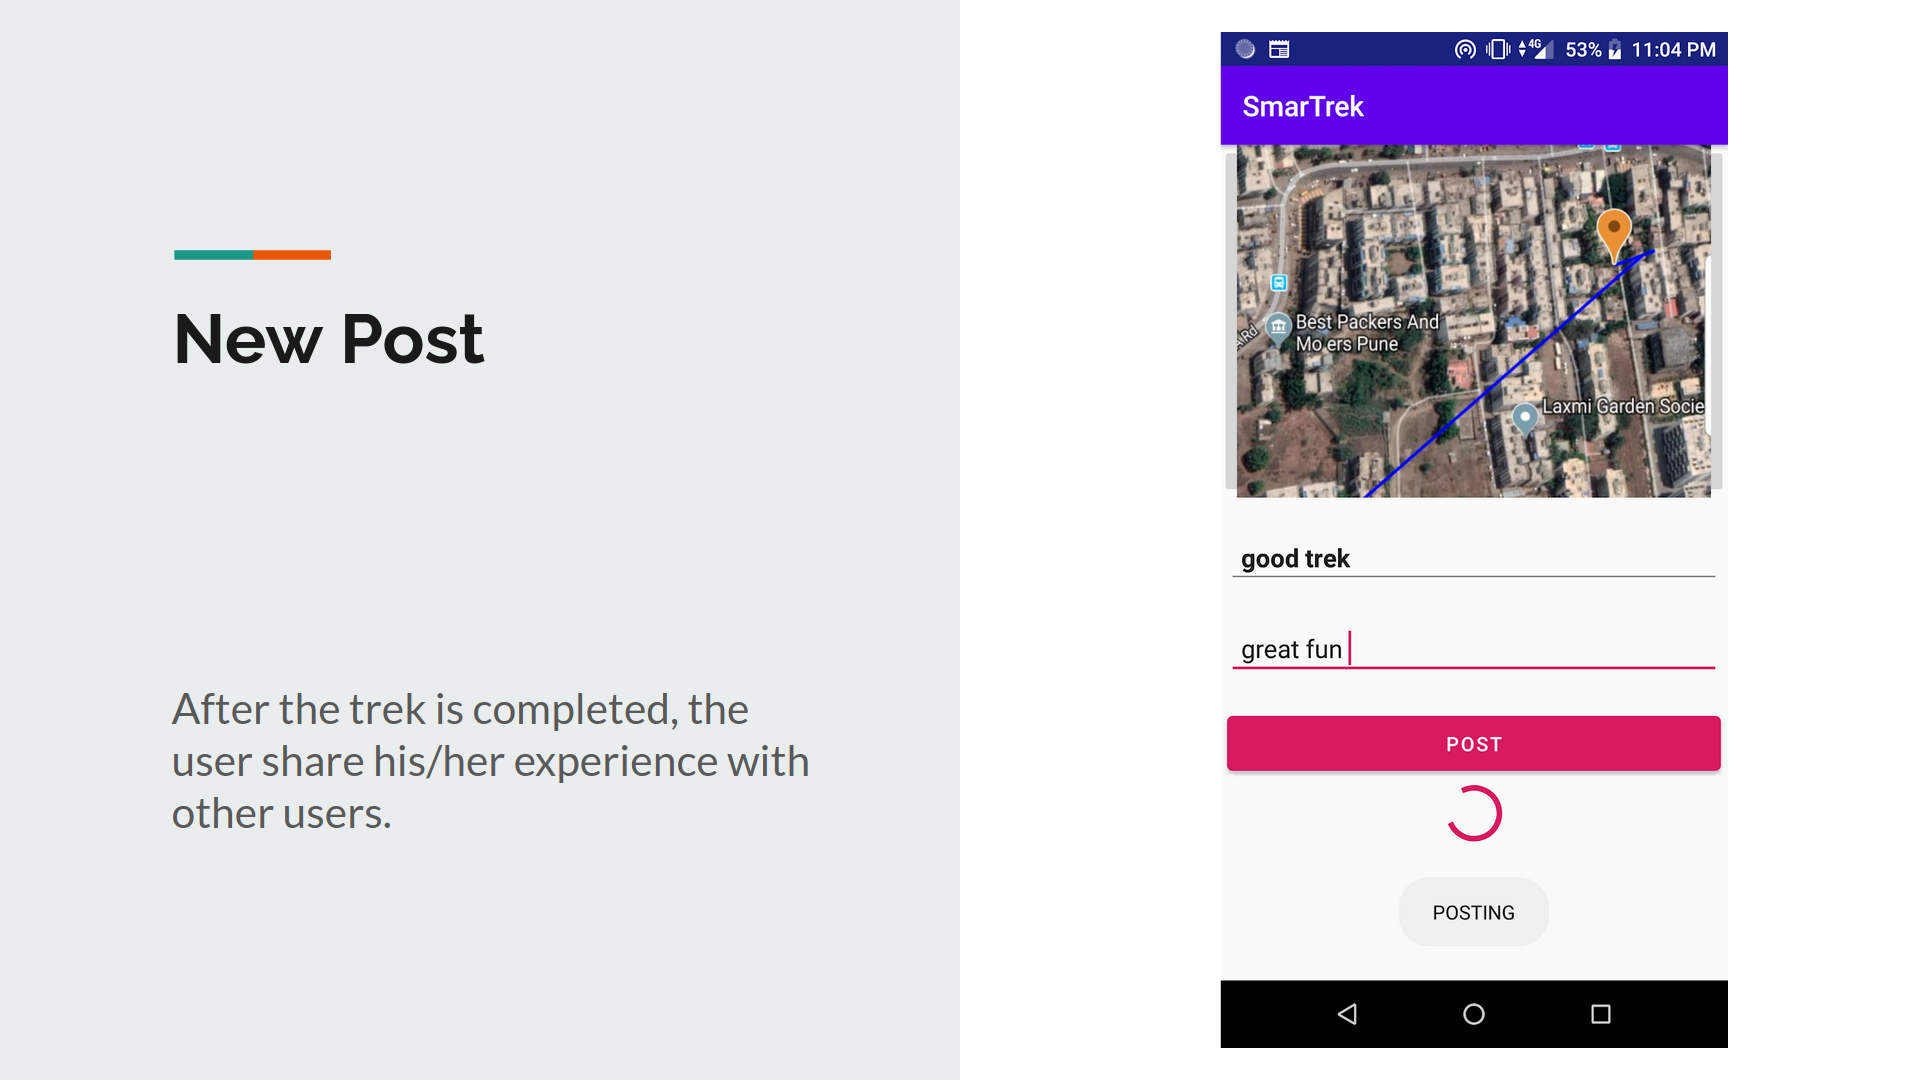 New Post
After the trek is completed, the
user share his/her experience with
other users.
4G 53% 11:04 PM
SmarTrek
Best Packers And
Mo ers Pune
Laxmi Garden Socie
good trek
great fun
POST
POSTING